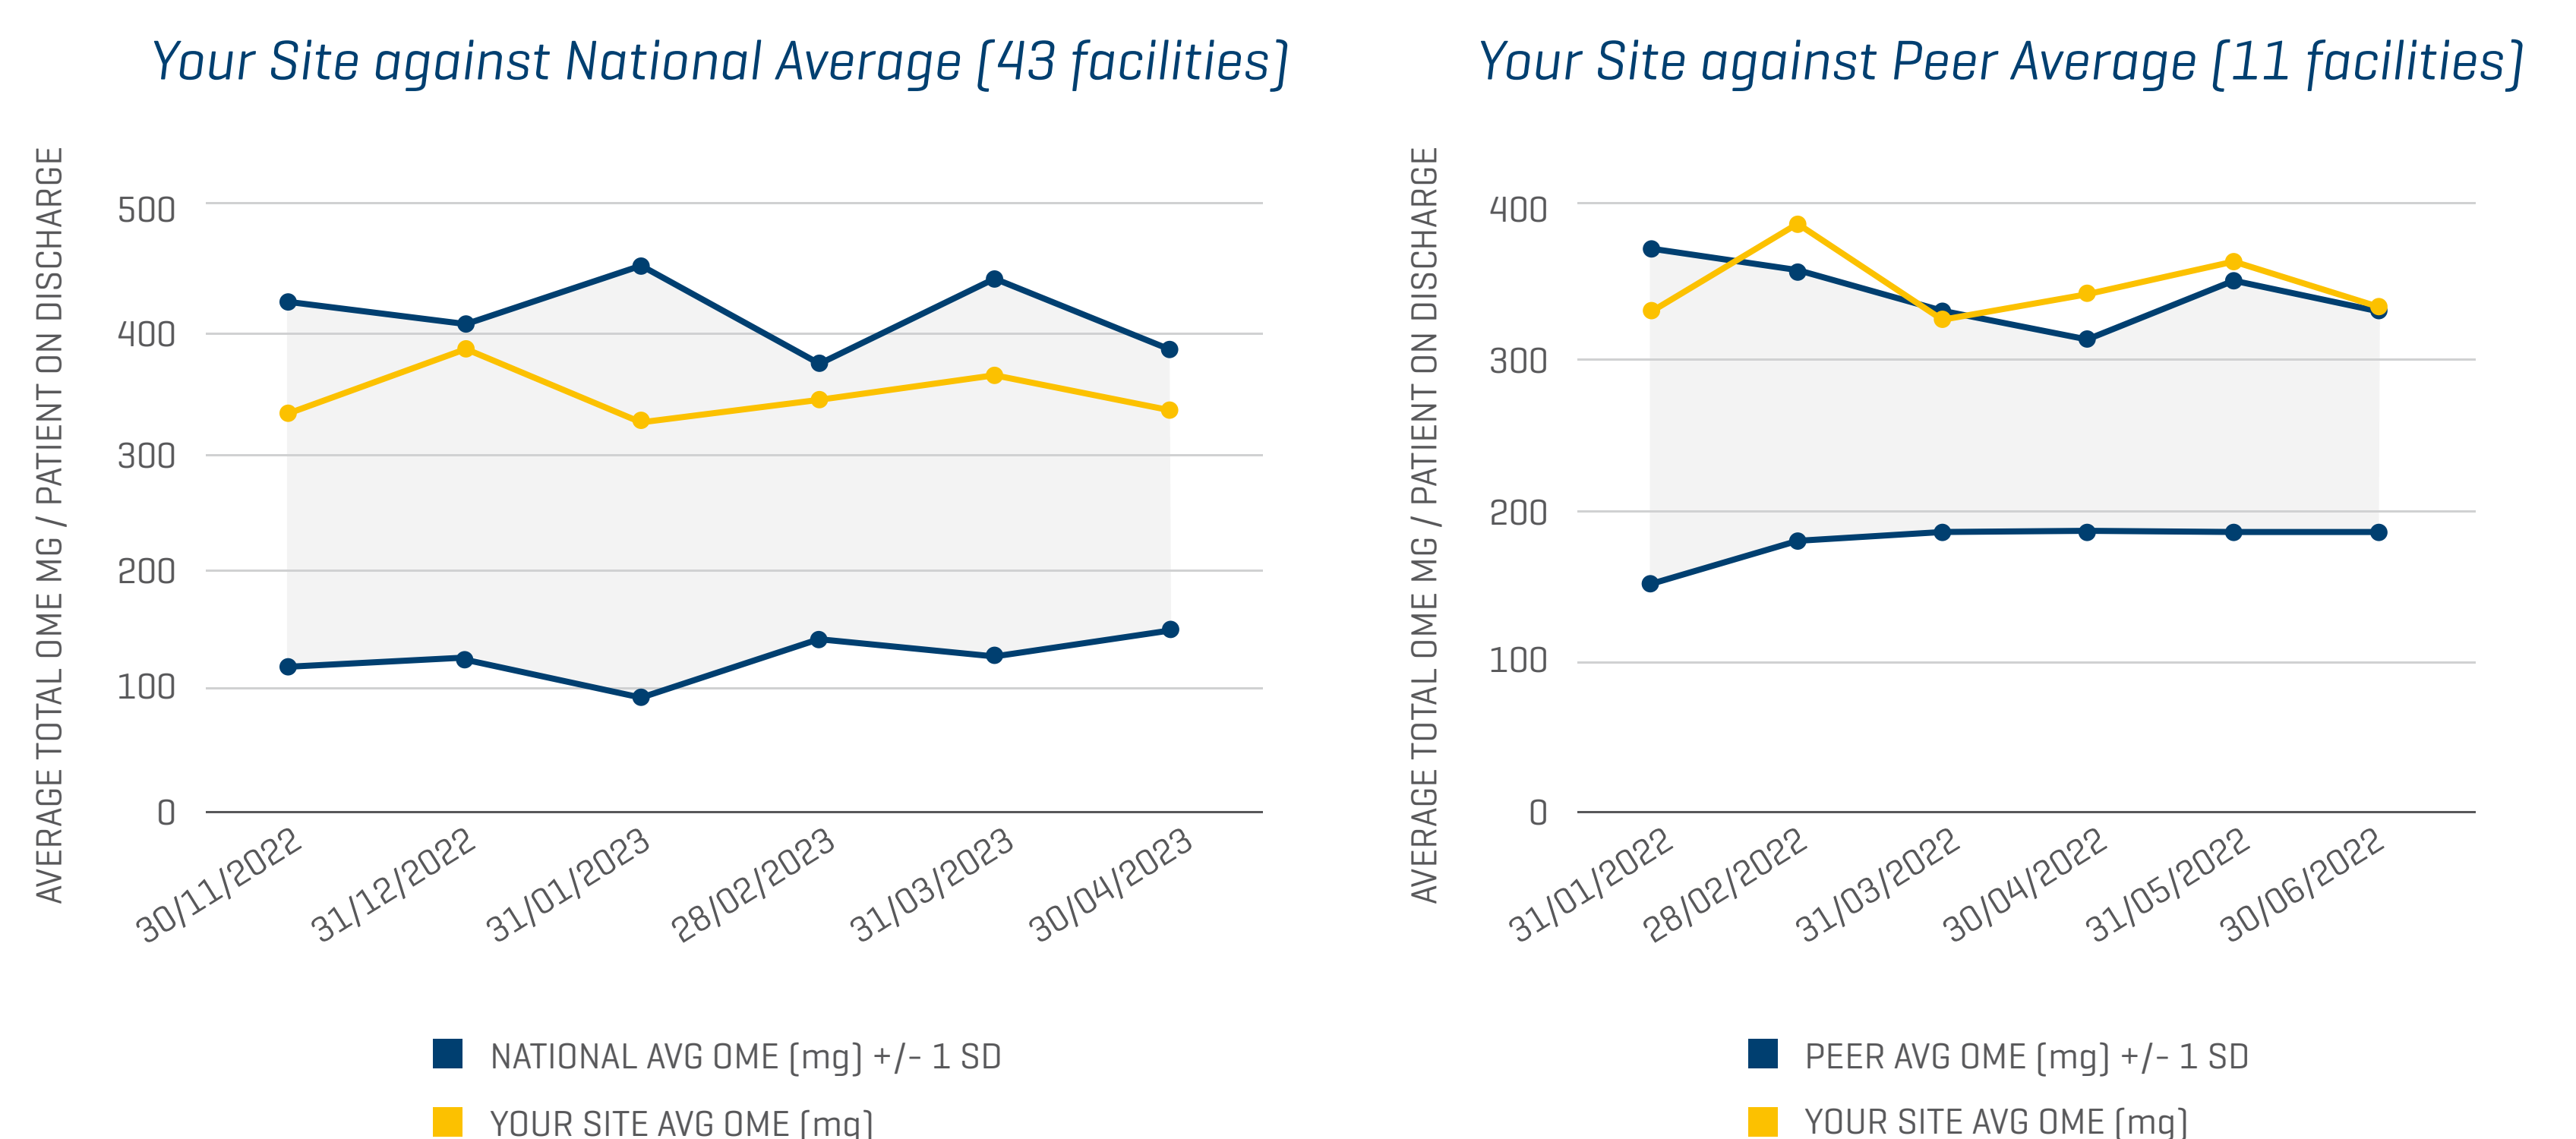 Your Site against National Average (43 facilities)
AVERAGE TOTAL OME MG / PATIENT ON DISCHARGE
500
400
300
200
100
0
30/11/2022
31/12/2022
31/01/2023
28/02/2023
31/03/2023
30/04/2023
NATIONAL AVG OME (mg) +/- 1 SD
YOUR SITE AVG OME (mg)
Your Site against Peer Average (11 facilities)
AVERAGE TOTAL OME MG / PATIENT ON DISCHARGE
400
300
200
100
0
31/01/2022
28/02/2022
31/03/2022
30/04/2022
31/05/2022
30/06/2022
PEER AVG OME (mg) +/- 1 SD
YOUR SITE AVG OME (mg)